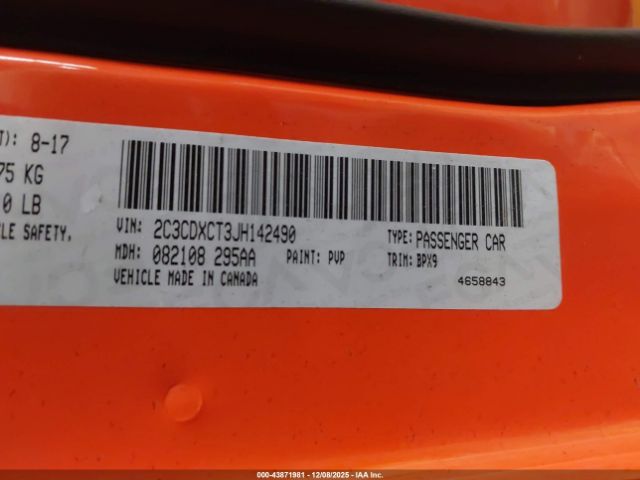 T): 8-17
75 KG
0 LB
CLE SAFETY,
VIN: 2C3CDXCT3JH142490
TYPE: PASSENGER CAR
MDH: 082108 295AA
PAINT: PVP
TRIM: BPX9
VEHICLE MADE IN CANADA
4658843
000-43871981 - 12/08/2025 - IAA Inc.